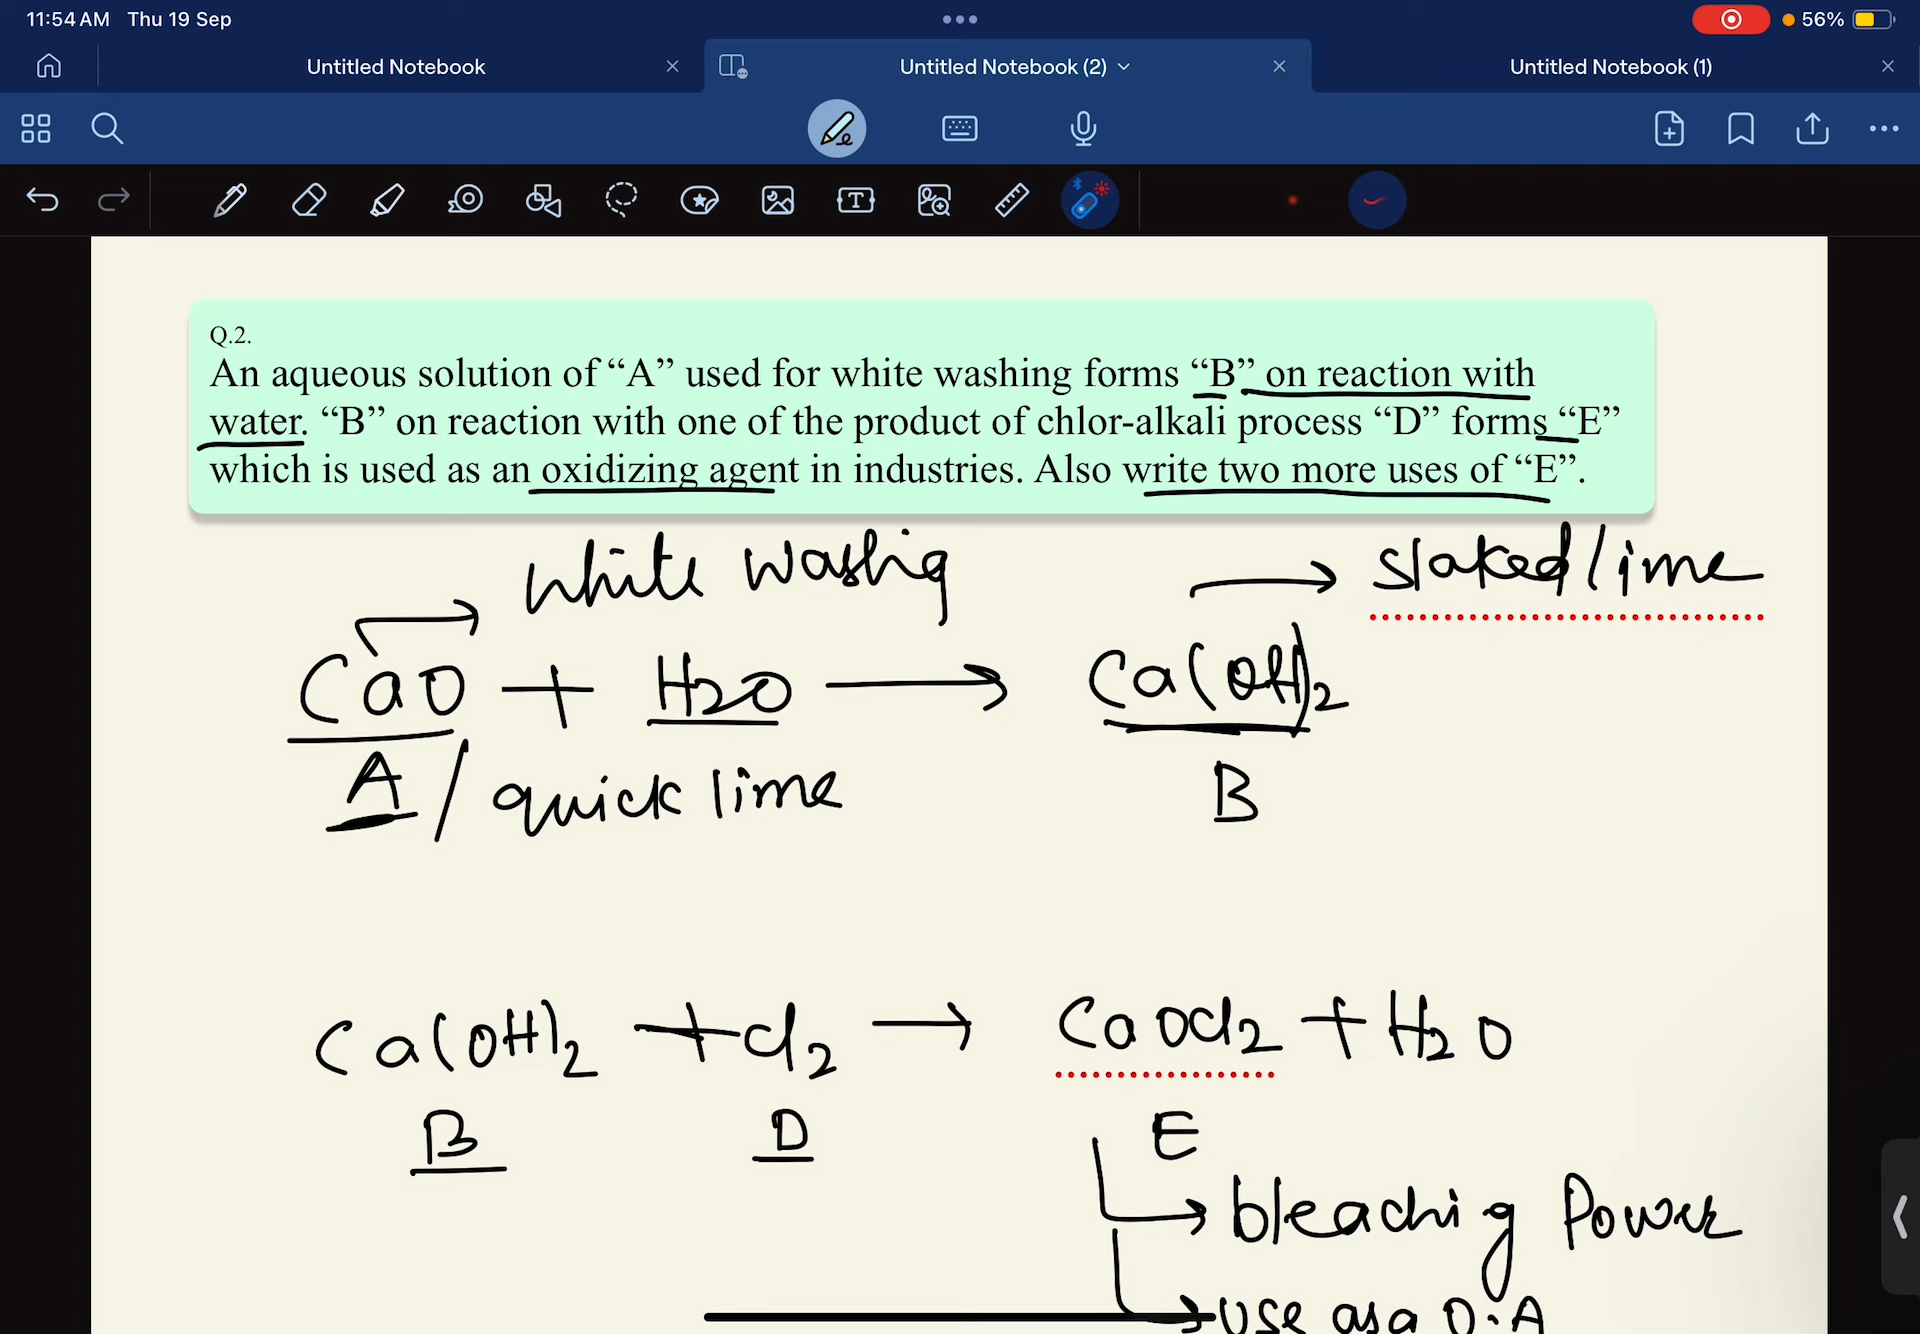 11:54 AM Thu 19 Sep
56%
Untitled Notebook
Untitled Notebook (2)
Untitled Notebook (1)
Q.2.
An aqueous solution of “A” used for white washing forms “B” on reaction with
water. “B” on reaction with one of the product of chlor-alkali process “D” forms “E”
which is used as an oxidizing agent in industries. Also write two more uses of “E”.
white washig
slaked lime
CaO + H2O → Ca(OH)2
A / quick lime
B
Ca(OH)2 + Cl2 → CaOCl2 + H2O
B D E
→ bleachig Power
→ use as a O.A